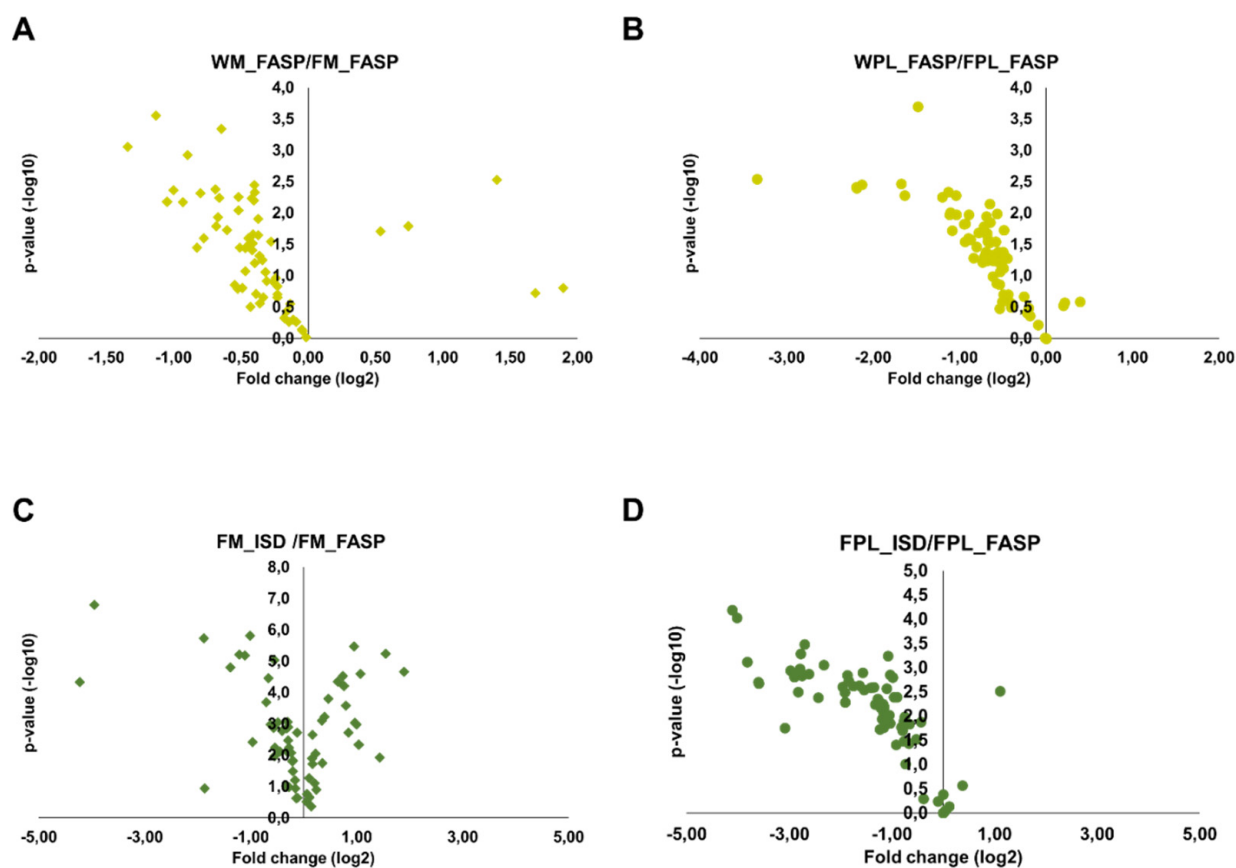 A
WM_FASP/FM_FASP
4,0
3,5
3,0
2,5
2,0
1,5
1,0
0,5
0,0
p-value (-log10)
-2,00 -1,50 -1,00 -0,50 0,00 0,50 1,00 1,50 2,00
Fold change (log2)
B
WPL_FASP/FPL_FASP
4,0
3,5
3,0
2,5
2,0
1,5
1,0
0,5
0,0
p-value (-log10)
-4,00 -3,00 -2,00 -1,00 0,00 1,00 2,00
Fold change (log2)
C
FM_ISD /FM_FASP
8,0
7,0
6,0
5,0
4,0
3,0
2,0
1,0
0,0
p-value (-log10)
-5,00 -3,00 -1,00 1,00 3,00 5,00
Fold change (log2)
D
FPL_ISD/FPL_FASP
5,0
4,5
4,0
3,5
3,0
2,5
2,0
1,5
1,0
0,5
0,0
p-value (-log10)
-5,00 -3,00 -1,00 1,00 3,00 5,00
Fold change (log2)